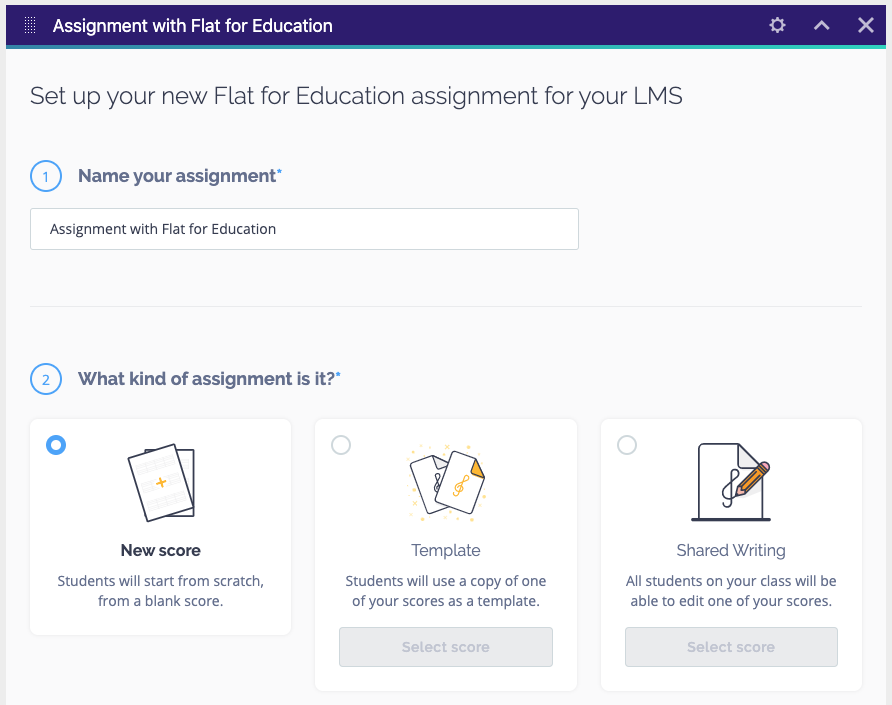 Assignment with Flat for Education
Set up your new Flat for Education assignment for your LMS
1 Name your assignment*
Assignment with Flat for Education
2 What kind of assignment is it?*
New score
Students will start from scratch,
from a blank score.
Template
Students will use a copy of one
of your scores as a template.
Select score
Shared Writing
All students on your class will be
able to edit one of your scores.
Select score